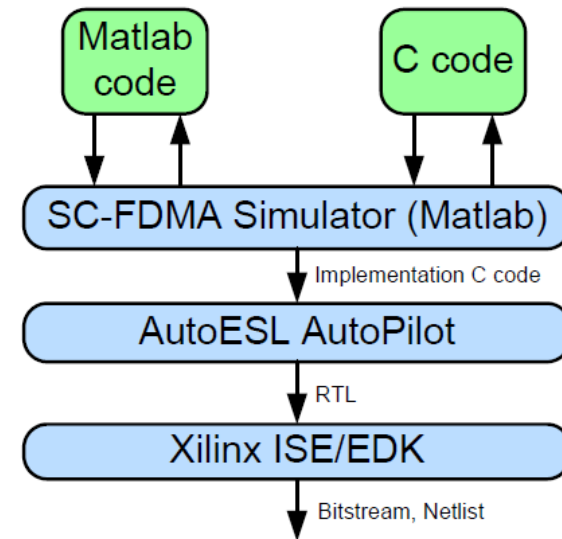 Matlab
code
C code
SC-FDMA Simulator (Matlab)
Implementation C code
AutoESL AutoPilot
RTL
Xilinx ISE/EDK
Bitstream, Netlist